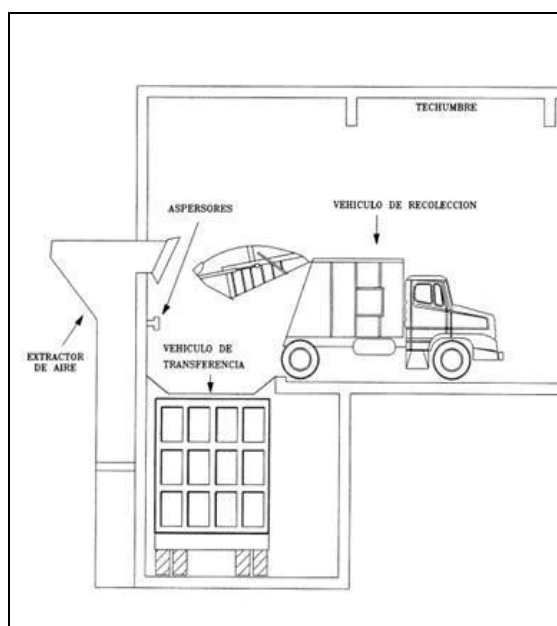 TECHUMBRE
ASPERSORES
VEHICULO DE RECOLECCION
EXTRACTOR
DE AIRE
VEHICULO DE
TRANSFERENCIA